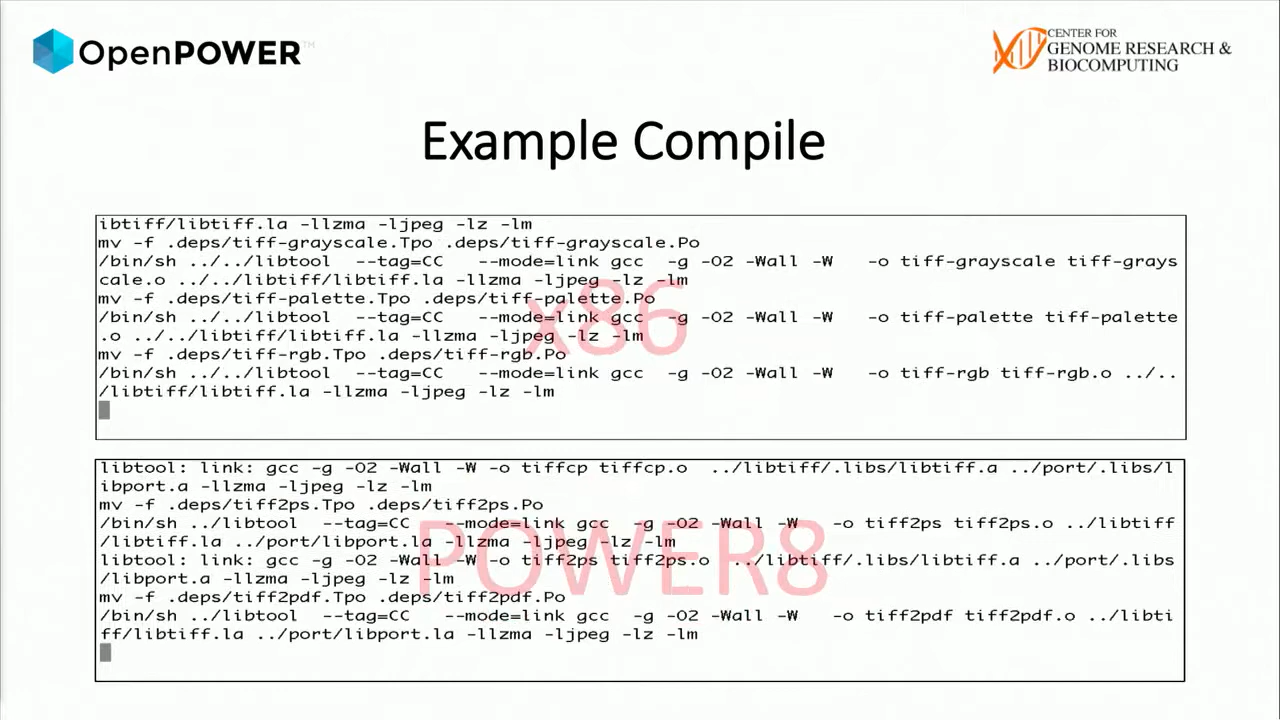 OpenPOWER™
CENTER FOR
GENOME RESEARCH &
BIOCOMPUTING
Example Compile
ibtiff/libtiff.la -llzma -ljpeg -lz -lm
mv -f .deps/tiff-grayscale.Tpo .deps/tiff-grayscale.Po
/bin/sh ../../libtool  --tag=CC   --mode=link gcc  -g -O2 -Wall -W   -o tiff-grayscale tiff-grays
cale.o ../../libtiff/libtiff.la -llzma -ljpeg -lz -lm
mv -f .deps/tiff-palette.Tpo .deps/tiff-palette.Po
/bin/sh ../../libtool  --tag=CC   --mode=link gcc  -g -O2 -Wall -W   -o tiff-palette tiff-palette
.o ../../libtiff/libtiff.la -llzma -ljpeg -lz -lm
mv -f .deps/tiff-rgb.Tpo .deps/tiff-rgb.Po
/bin/sh ../../libtool  --tag=CC   --mode=link gcc  -g -O2 -Wall -W   -o tiff-rgb tiff-rgb.o ../..
/libtiff/libtiff.la -llzma -ljpeg -lz -lm
x86
libtool: link: gcc -g -O2 -Wall -W -o tiffcp tiffcp.o  ../libtiff/.libs/libtiff.a ../port/.libs/l
ibport.a -llzma -ljpeg -lz -lm
mv -f .deps/tiff2ps.Tpo .deps/tiff2ps.Po
/bin/sh ../libtool  --tag=CC   --mode=link gcc  -g -O2 -Wall -W   -o tiff2ps tiff2ps.o ../libtiff
/libtiff.la ../port/libport.la -llzma -ljpeg -lz -lm
libtool: link: gcc -g -O2 -Wall -W -o tiff2ps tiff2ps.o  ../libtiff/.libs/libtiff.a ../port/.libs
/libport.a -llzma -ljpeg -lz -lm
mv -f .deps/tiff2pdf.Tpo .deps/tiff2pdf.Po
/bin/sh ../libtool  --tag=CC   --mode=link gcc  -g -O2 -Wall -W   -o tiff2pdf tiff2pdf.o ../libti
ff/libtiff.la ../port/libport.la -llzma -ljpeg -lz -lm
POWER8